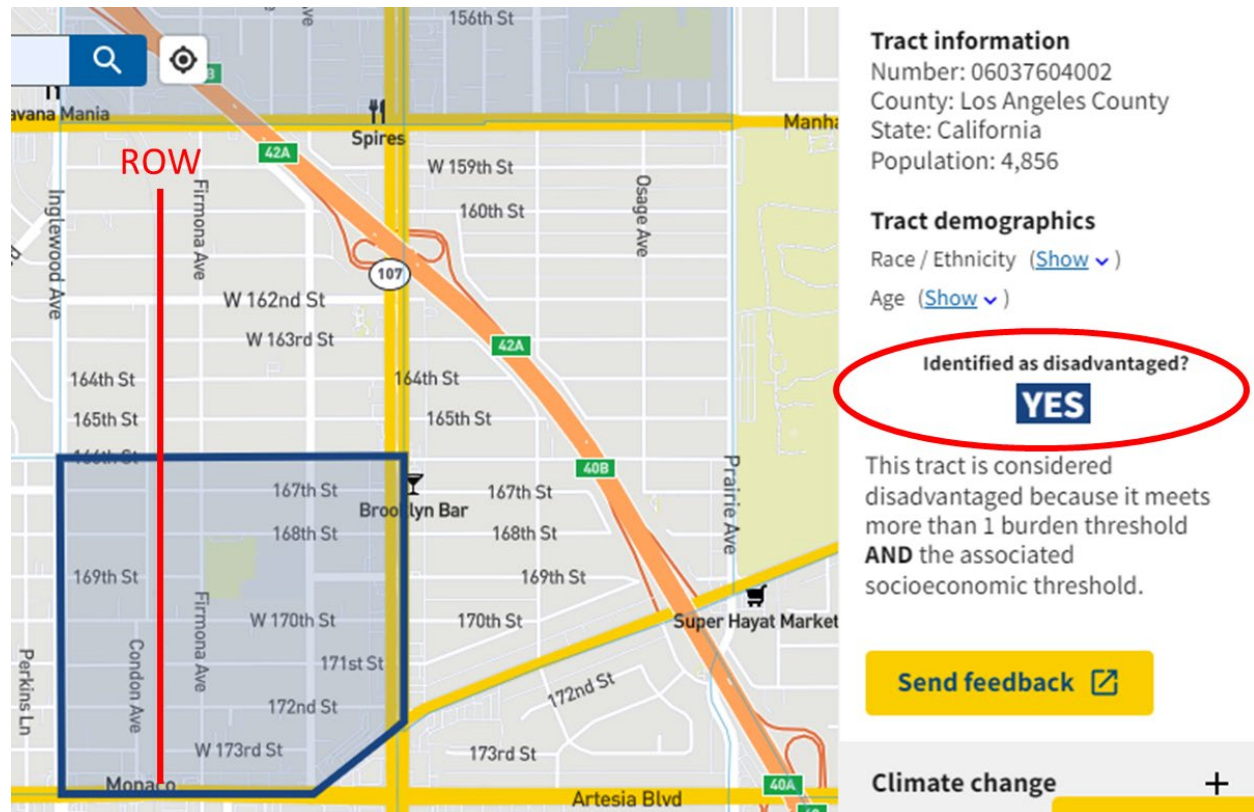 156th St
avana Mania
Spires
Manha
42A
ROW
W 159th St
160th St
Firmona Ave
Osage Ave
Inglewood Ave
107
W 162nd St
W 163rd St
42A
164th St
164th St
165th St
165th St
166th St
40B
Prairie Ave
167th St
167th St
Brooklyn Bar
168th St
168th St
169th St
169th St
Firmona Ave
W 170th St
170th St
Super Hayat Market
Perkins Ln
Condon Ave
171st St
172nd St
172nd St
W 173rd St
173rd St
Monaco
40A
Artesia Blvd
Tract information
Number: 06037604002
County: Los Angeles County
State: California
Population: 4,856
Tract demographics
Race / Ethnicity (Show )
Age (Show )
Identified as disadvantaged?
YES
This tract is considered
disadvantaged because it meets
more than 1 burden threshold
AND the associated
socioeconomic threshold.
Send feedback
Climate change +